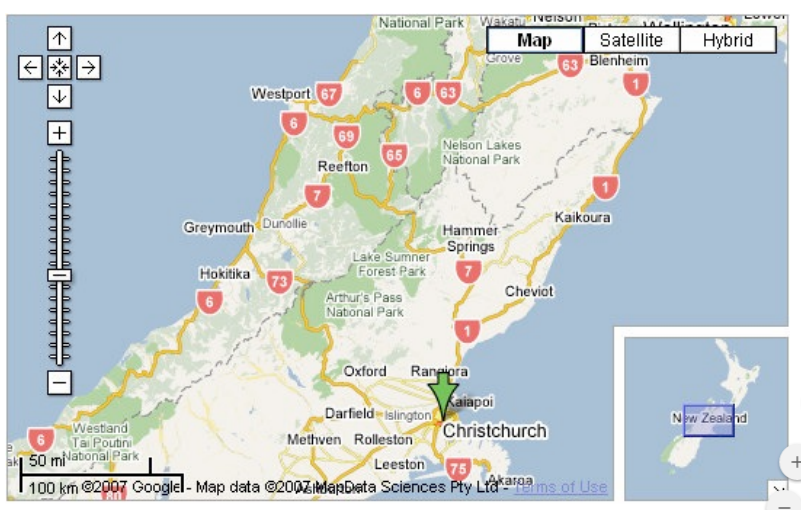 National Park
Wakatu
Nelson
Wellington
Lower
Map Satellite Hybrid
Grove
63
Blenheim
Westport 67
6 63
1
6
69
65
Nelson Lakes
National Park
Reefton
7
1
Kaikoura
Greymouth Dunollie
Hammer
Springs
Lake Sumner
Forest Park
Hokitika
73
7
6
Arthur's Pass
National Park
Cheviot
1
Oxford Rangiora
Kaiapoi
Darfield Islington
New Zealand
Christchurch
Westland
Tai Poutini
National Park
6
Methven Rolleston
Leeston
75
Akaroa
50 mi
100 km ©2007 Google - Map data ©2007 MapData Sciences Pty Ltd - Terms of Use